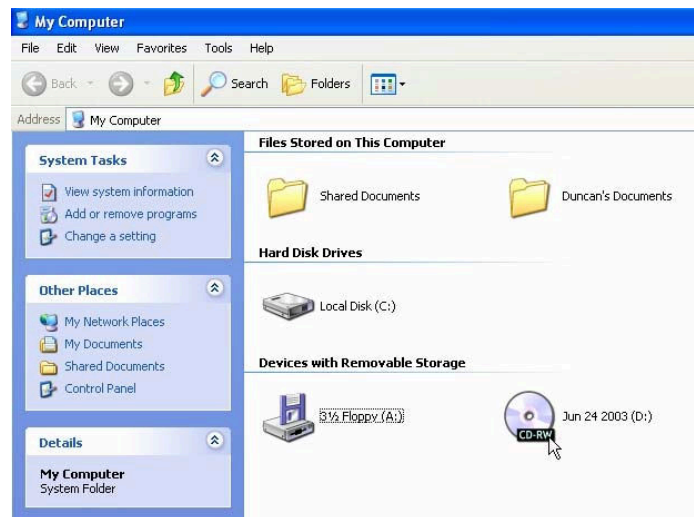 My Computer
File Edit View Favorites Tools Help
Back Search Folders
Address My Computer
System Tasks
View system information
Add or remove programs
Change a setting
Other Places
My Network Places
My Documents
Shared Documents
Control Panel
Details
My Computer
System Folder
Files Stored on This Computer
Shared Documents Duncan's Documents
Hard Disk Drives
Local Disk (C:)
Devices with Removable Storage
3½ Floppy (A:) Jun 24 2003 (D:)
CD-RW